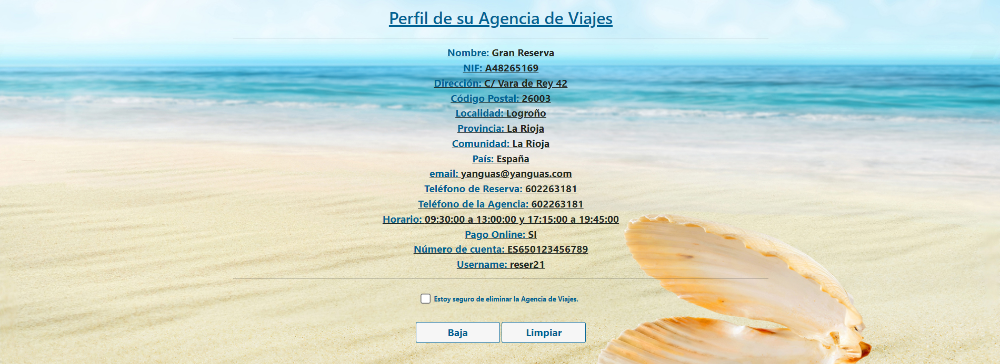 Perfil de su Agencia de Viajes
Nombre: Gran Reserva
NIF: A48265169
Dirección: C/ Vara de Rey 42
Código Postal: 26003
Localidad: Logroño
Provincia: La Rioja
Comunidad: La Rioja
País: España
email: yanguas@yanguas.com
Teléfono de Reserva: 602263181
Teléfono de la Agencia: 602263181
Horario: 09:30:00 a 13:00:00 y 17:15:00 a 19:45:00
Pago Online: SI
Número de cuenta: ES650123456789
Username: reser21
Estoy seguro de eliminar la Agencia de Viajes.
Baja Limpiar